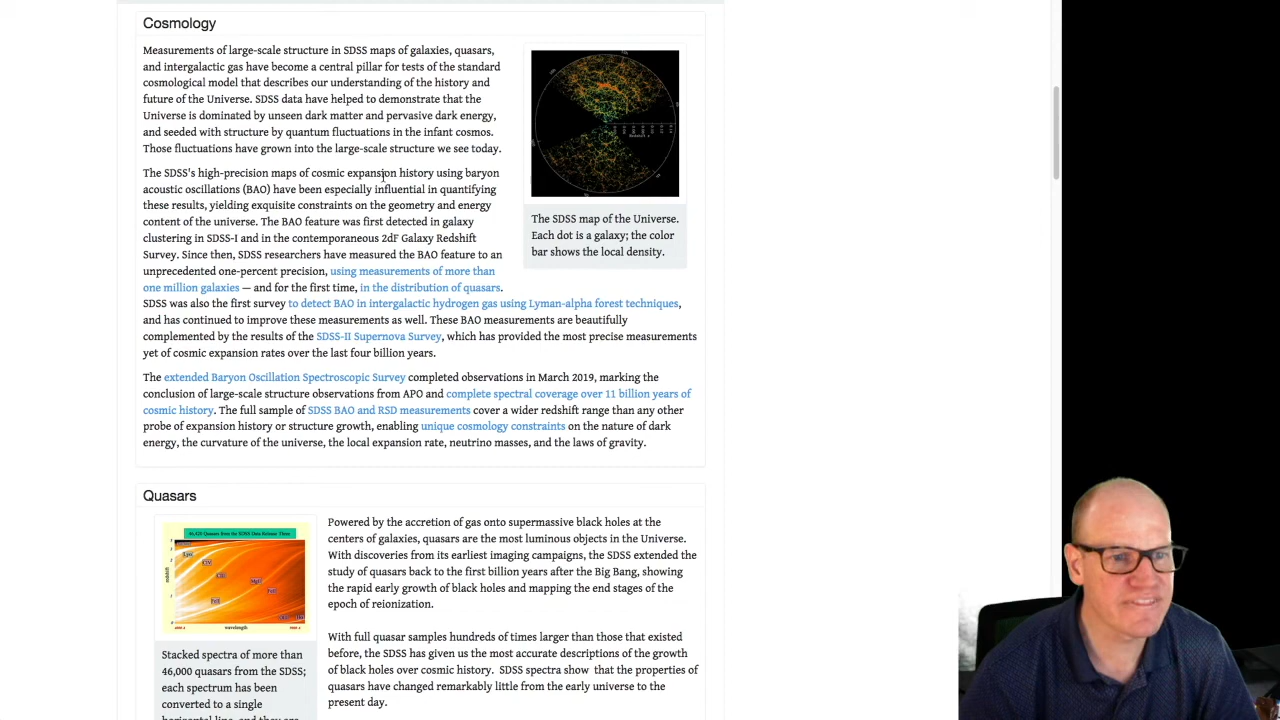 Cosmology
Measurements of large-scale structure in SDSS maps of galaxies, quasars,
and intergalactic gas have become a central pillar for tests of the standard
cosmological model that describes our understanding of the history and
future of the Universe. SDSS data have helped to demonstrate that the
Universe is dominated by unseen dark matter and pervasive dark energy,
and seeded with structure by quantum fluctuations in the infant cosmos.
Those fluctuations have grown into the large-scale structure we see today.
The SDSS's high-precision maps of cosmic expansion history using baryon
acoustic oscillations (BAO) have been especially influential in quantifying
these results, yielding exquisite constraints on the geometry and energy
content of the universe. The BAO feature was first detected in galaxy
clustering in SDSS-I and in the contemporaneous 2dF Galaxy Redshift
Survey. Since then, SDSS researchers have measured the BAO feature to an
unprecedented one-percent precision, using measurements of more than
one million galaxies — and for the first time, in the distribution of quasars.
SDSS was also the first survey to detect BAO in intergalactic hydrogen gas using Lyman-alpha forest techniques,
and has continued to improve these measurements as well. These BAO measurements are beautifully
complemented by the results of the SDSS-II Supernova Survey, which has provided the most precise measurements
yet of cosmic expansion rates over the last four billion years.
The SDSS map of the Universe.
Each dot is a galaxy; the color
bar shows the local density.
The extended Baryon Oscillation Spectroscopic Survey completed observations in March 2019, marking the
conclusion of large-scale structure observations from APO and complete spectral coverage over 11 billion years of
cosmic history. The full sample of SDSS BAO and RSD measurements cover a wider redshift range than any other
probe of expansion history or structure growth, enabling unique cosmology constraints on the nature of dark
energy, the curvature of the universe, the local expansion rate, neutrino masses, and the laws of gravity.
Quasars
46,420 Quasars from the SDSS Data Release Three
redshift
wavelength
Stacked spectra of more than
46,000 quasars from the SDSS;
each spectrum has been
converted to a single
horizontal line, and they are
Powered by the accretion of gas onto supermassive black holes at the
centers of galaxies, quasars are the most luminous objects in the Universe.
With discoveries from its earliest imaging campaigns, the SDSS extended the
study of quasars back to the first billion years after the Big Bang, showing
the rapid early growth of black holes and mapping the end stages of the
epoch of reionization.
With full quasar samples hundreds of times larger than those that existed
before, the SDSS has given us the most accurate descriptions of the growth
of black holes over cosmic history. SDSS spectra show that the properties of
quasars have changed remarkably little from the early universe to the
present day.